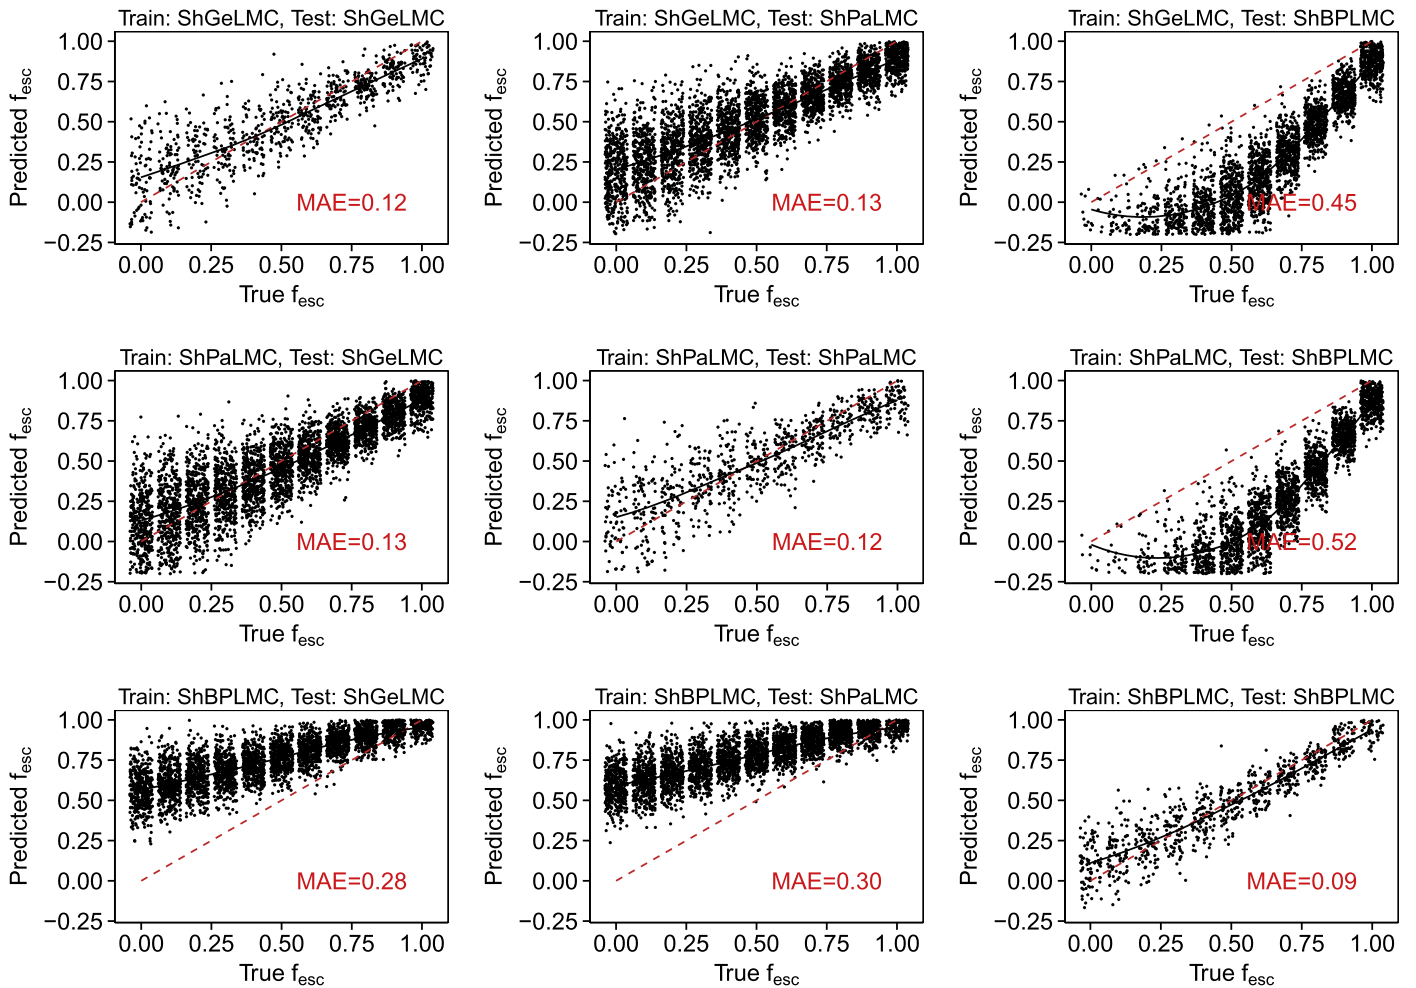 Train: ShGeLMC, Test: ShGeLMC
Predicted fesc
1.00
0.75
0.50
0.25
0.00
−0.25
MAE=0.12
0.00 0.25 0.50 0.75 1.00
True fesc
Train: ShGeLMC, Test: ShPaLMC
Predicted fesc
1.00
0.75
0.50
0.25
0.00
−0.25
MAE=0.13
0.00 0.25 0.50 0.75 1.00
True fesc
Train: ShGeLMC, Test: ShBPLMC
Predicted fesc
1.00
0.75
0.50
0.25
0.00
−0.25
MAE=0.45
0.00 0.25 0.50 0.75 1.00
True fesc
Train: ShPaLMC, Test: ShGeLMC
Predicted fesc
1.00
0.75
0.50
0.25
0.00
−0.25
MAE=0.13
0.00 0.25 0.50 0.75 1.00
True fesc
Train: ShPaLMC, Test: ShPaLMC
Predicted fesc
1.00
0.75
0.50
0.25
0.00
−0.25
MAE=0.12
0.00 0.25 0.50 0.75 1.00
True fesc
Train: ShPaLMC, Test: ShBPLMC
Predicted fesc
1.00
0.75
0.50
0.25
0.00
−0.25
MAE=0.52
0.00 0.25 0.50 0.75 1.00
True fesc
Train: ShBPLMC, Test: ShGeLMC
Predicted fesc
1.00
0.75
0.50
0.25
0.00
−0.25
MAE=0.28
0.00 0.25 0.50 0.75 1.00
True fesc
Train: ShBPLMC, Test: ShPaLMC
Predicted fesc
1.00
0.75
0.50
0.25
0.00
−0.25
MAE=0.30
0.00 0.25 0.50 0.75 1.00
True fesc
Train: ShBPLMC, Test: ShBPLMC
Predicted fesc
1.00
0.75
0.50
0.25
0.00
−0.25
MAE=0.09
0.00 0.25 0.50 0.75 1.00
True fesc